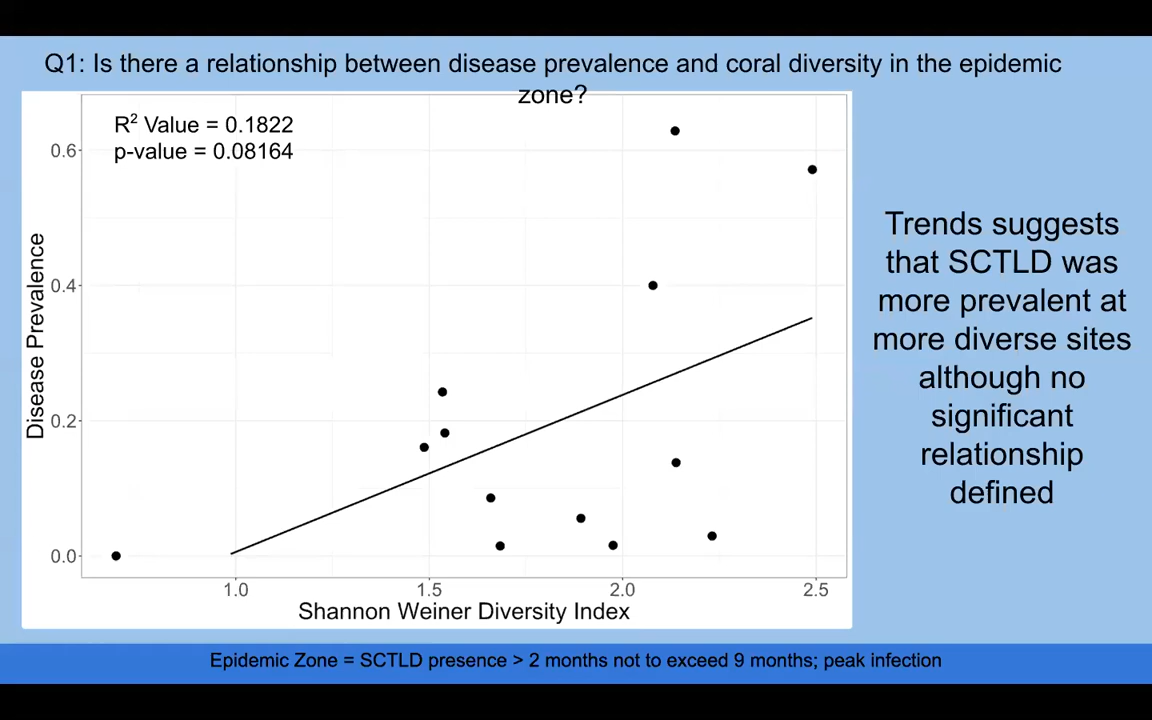 Q1: Is there a relationship between disease prevalence and coral diversity in the epidemic
zone?
R² Value = 0.1822
p-value = 0.08164
0.6
0.4
0.2
0.0
Disease Prevalence
1.0 1.5 2.0 2.5
Shannon Weiner Diversity Index
Trends suggests
that SCTLD was
more prevalent at
more diverse sites
although no
significant
relationship
defined
Epidemic Zone = SCTLD presence > 2 months not to exceed 9 months; peak infection